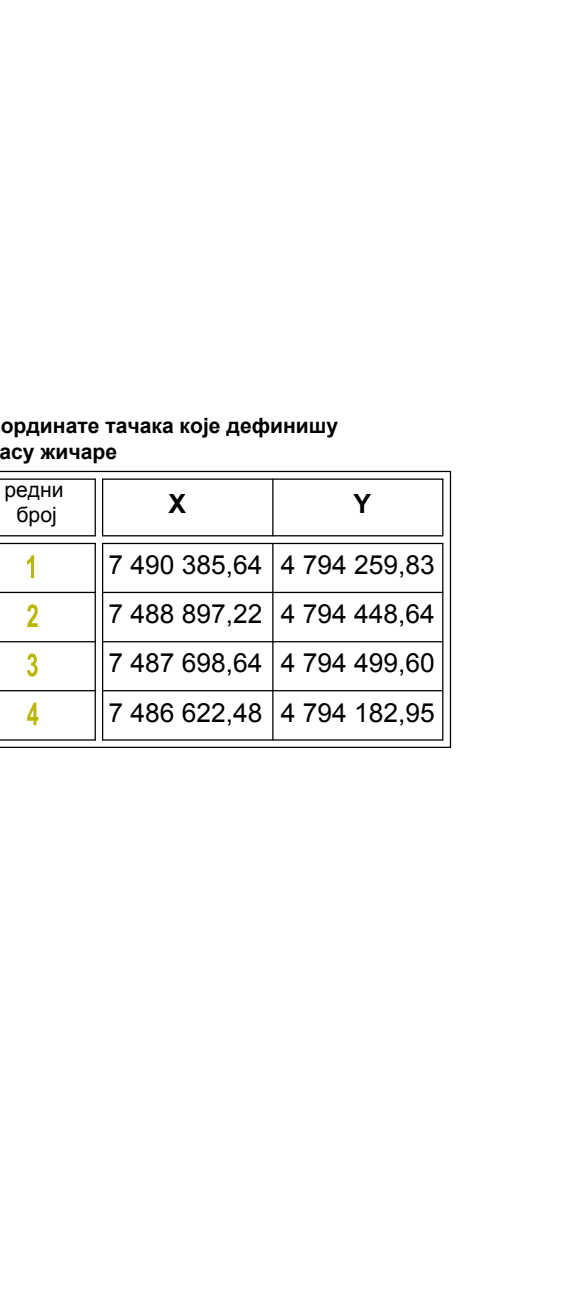 ординате тачака које дефинишу
асу жичаре
редни број X Y
1 7 490 385,64 4 794 259,83
2 7 488 897,22 4 794 448,64
3 7 487 698,64 4 794 499,60
4 7 486 622,48 4 794 182,95